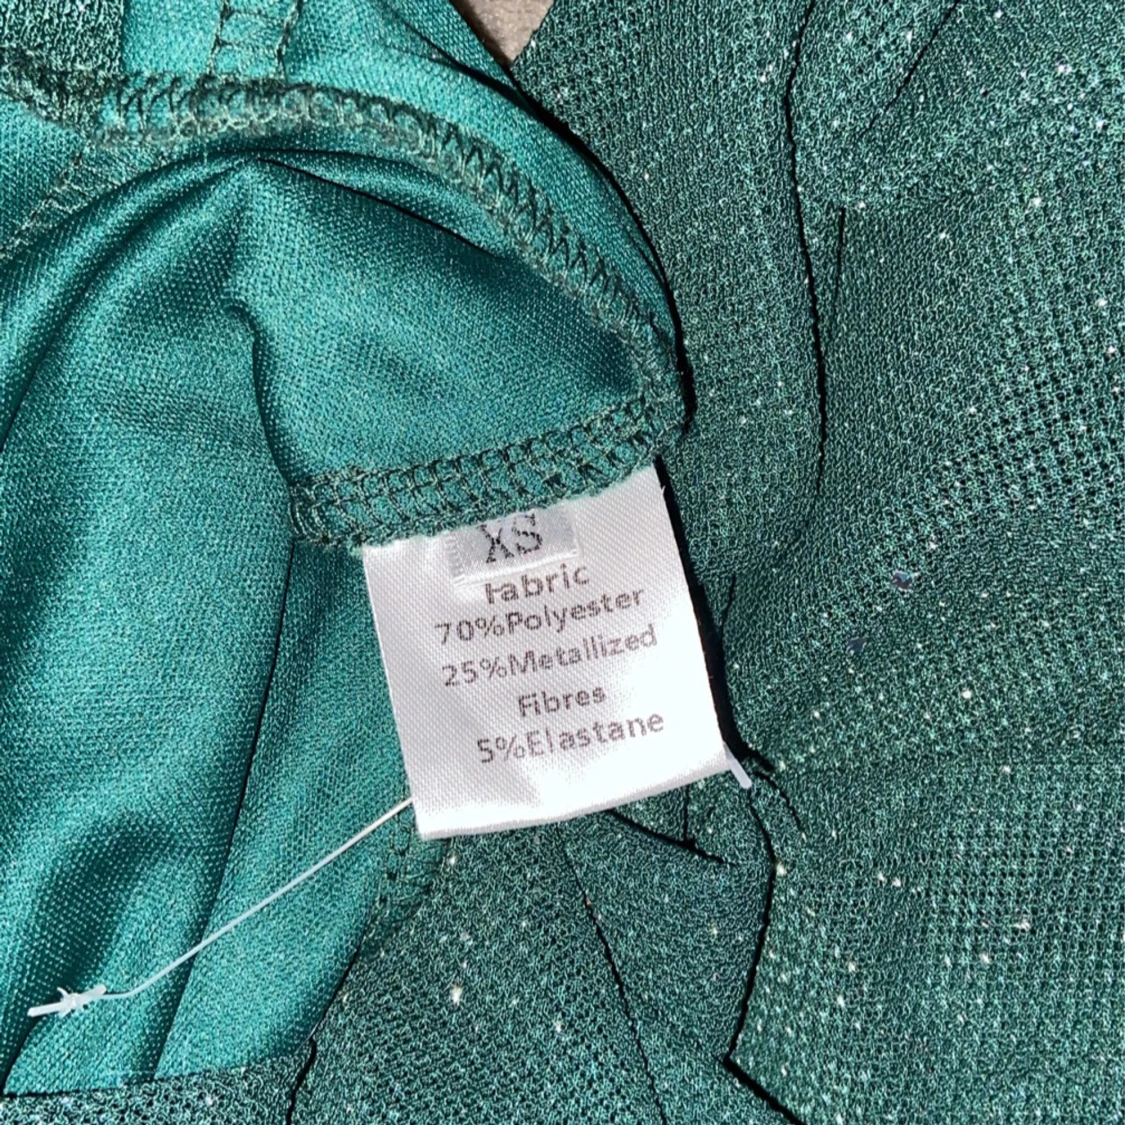 XS
Fabric
70%Polyester
25%Metallized
Fibres
5%Elastane